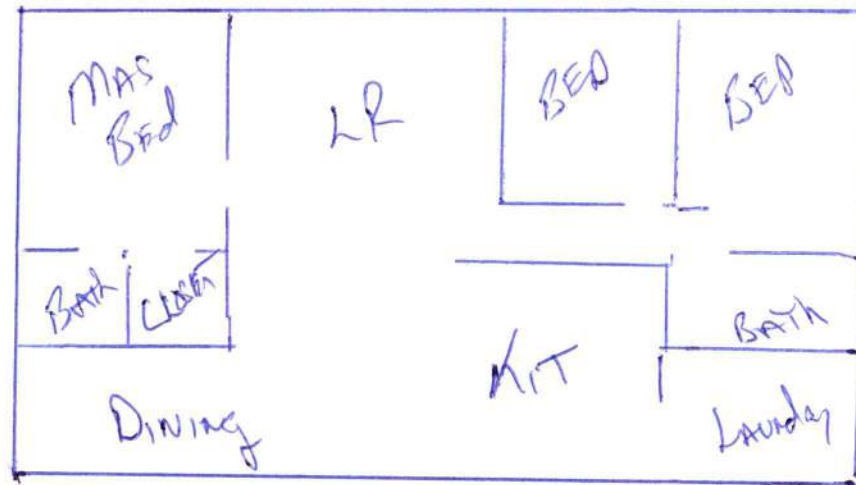 MAS
Bed
LR
BED
BED
BATH
CLOSET
BATH
KIT
DINING
LAUNDRY